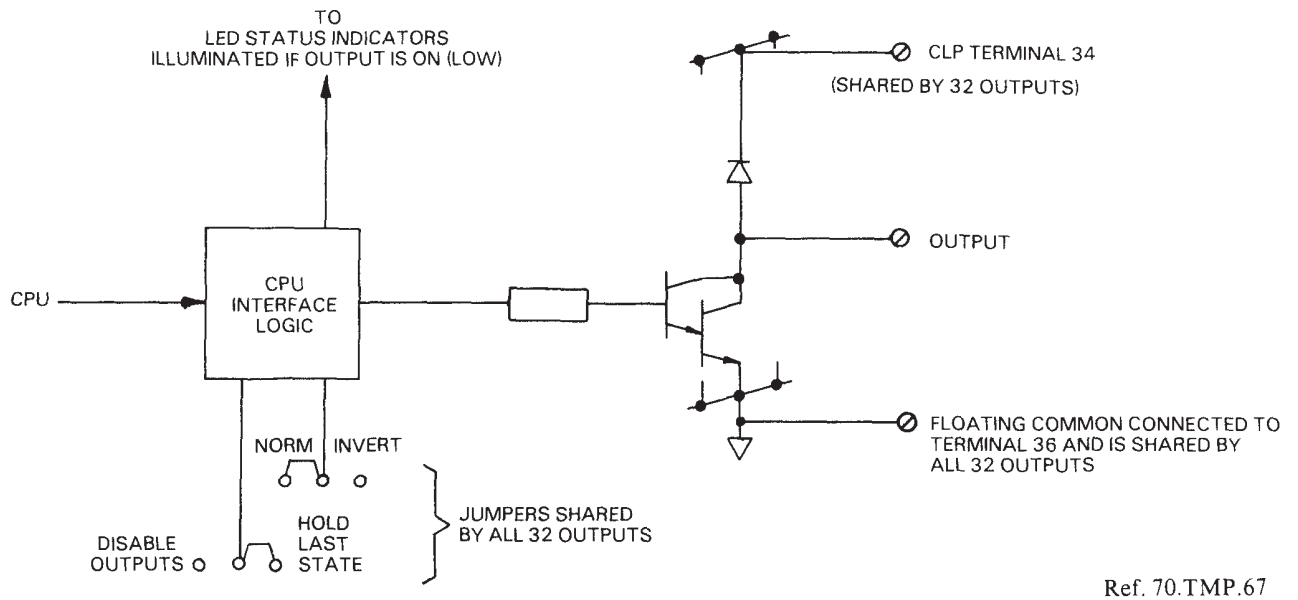 TO
LED STATUS INDICATORS
ILLUMINATED IF OUTPUT IS ON (LOW)
CLP TERMINAL 34
(SHARED BY 32 OUTPUTS)
OUTPUT
CPU
CPU
INTERFACE
LOGIC
NORM INVERT
FLOATING COMMON CONNECTED TO
TERMINAL 36 AND IS SHARED BY
ALL 32 OUTPUTS
HOLD
LAST
STATE
DISABLE
OUTPUTS
JUMPERS SHARED
BY ALL 32 OUTPUTS
Ref. 70.TMP.67